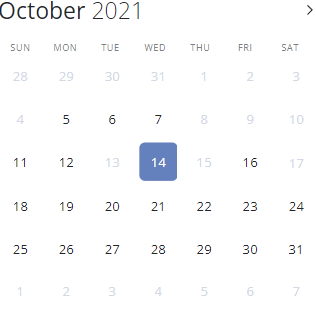 October 2021
SUN MON TUE WED THU FRI SAT
28 29 30 31 1 2 3
4 5 6 7 8 9 10
11 12 13 14 15 16 17
18 19 20 21 22 23 24
25 26 27 28 29 30 31
1 2 3 4 5 6 7